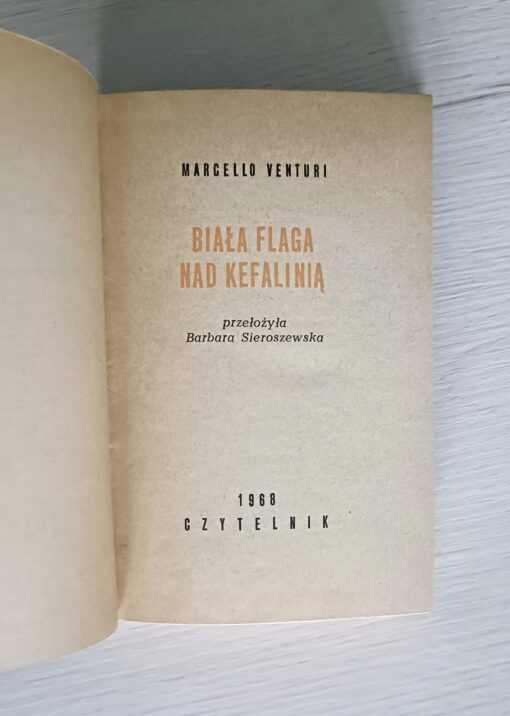 MARCELLO VENTURI
BIAŁA FLAGA
NAD KEFALINIĄ
przełożyła
Barbara Sieroszewska
1968
CZYTELNIK